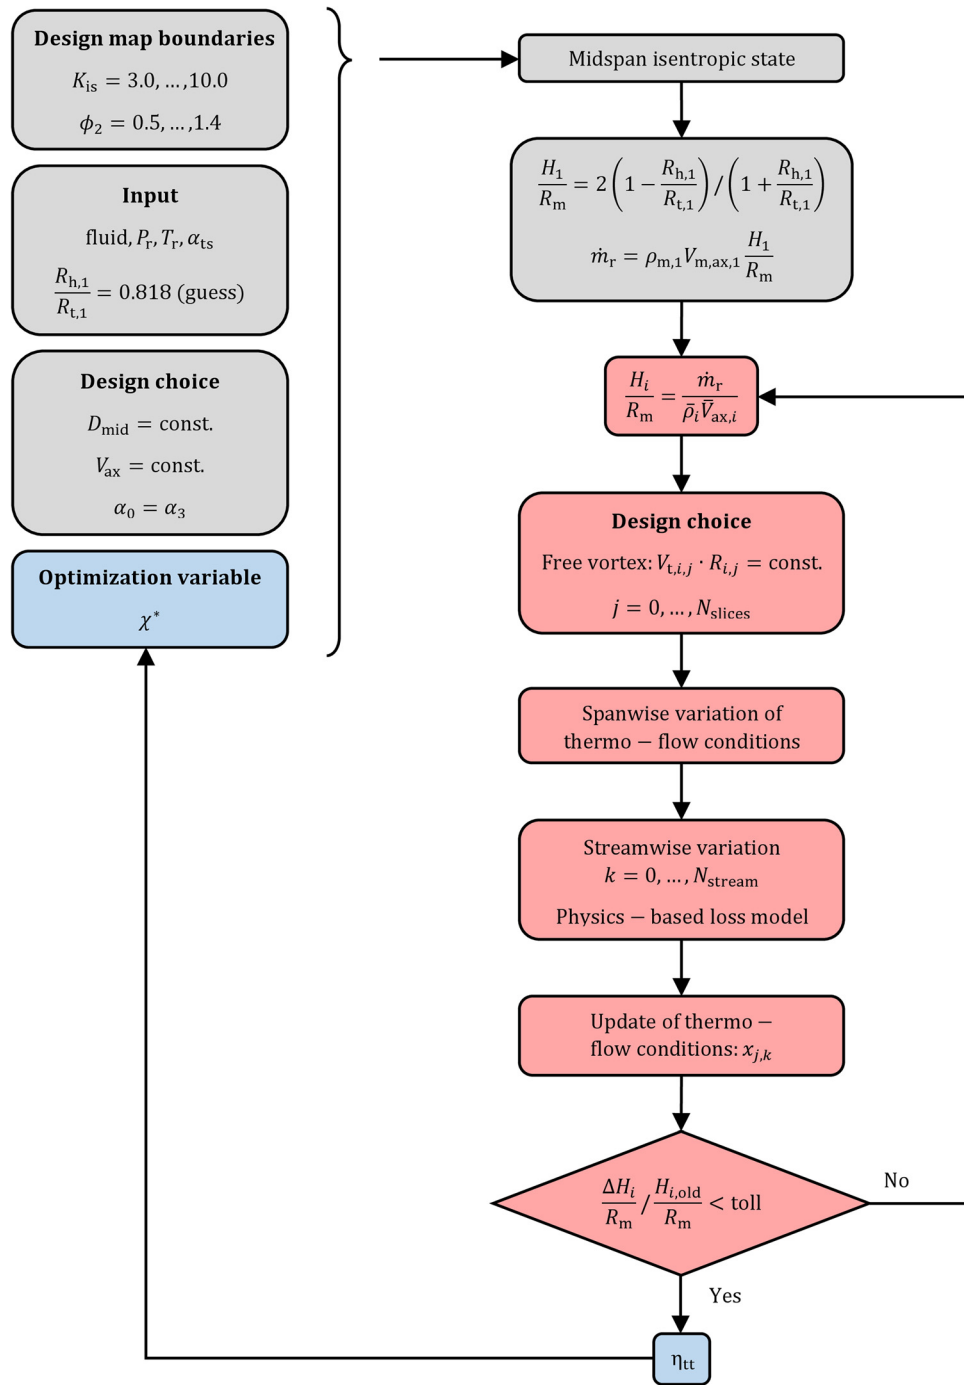 Design map boundaries
K_is = 3.0, ... ,10.0
ϕ_2 = 0.5, ... ,1.4
Input
fluid, P_r, T_r, α_ts
R_h,1 / R_t,1 = 0.818 (guess)
Design choice
D_mid = const.
V_ax = const.
α_0 = α_3
Optimization variable
χ*
Midspan isentropic state
H_1/R_m = 2 (1 − R_h,1/R_t,1) / (1 + R_h,1/R_t,1)
ṁ_r = ρ_m,1 V_m,ax,1 H_1/R_m
H_i/R_m = ṁ_r / ρ̄_i V̄_ax,i
Design choice
Free vortex: V_t,i,j · R_i,j = const.
j = 0, ... , N_slices
Spanwise variation of
thermo − flow conditions
Streamwise variation
k = 0, ... , N_stream
Physics − based loss model
Update of thermo −
flow conditions: x_j,k
ΔH_i/R_m / H_i,old/R_m < toll
No
Yes
η_tt